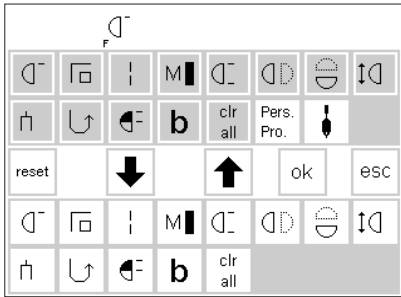 F
M
b clr all Pers. Pro.
reset ok esc
M
b clr all